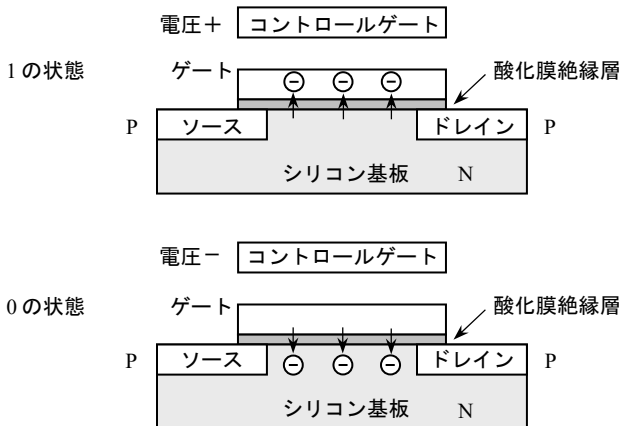 電圧＋ コントロールゲート
1 の状態 ゲート ⊖ ⊖ ⊖ 酸化膜絶縁層
P ソース ドレイン P
シリコン基板 N
電圧− コントロールゲート
0 の状態 ゲート 酸化膜絶縁層
P ソース ⊖ ⊖ ⊖ ドレイン P
シリコン基板 N